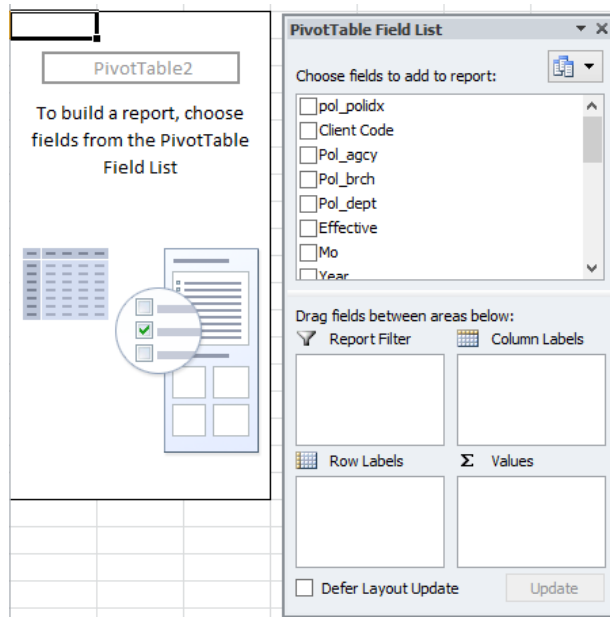 PivotTable2
To build a report, choose
fields from the PivotTable
Field List
PivotTable Field List
Choose fields to add to report:
pol_polidx
Client Code
Pol_agcy
Pol_brch
Pol_dept
Effective
Mo
Year
Drag fields between areas below:
Report Filter
Column Labels
Row Labels
Σ Values
Defer Layout Update
Update